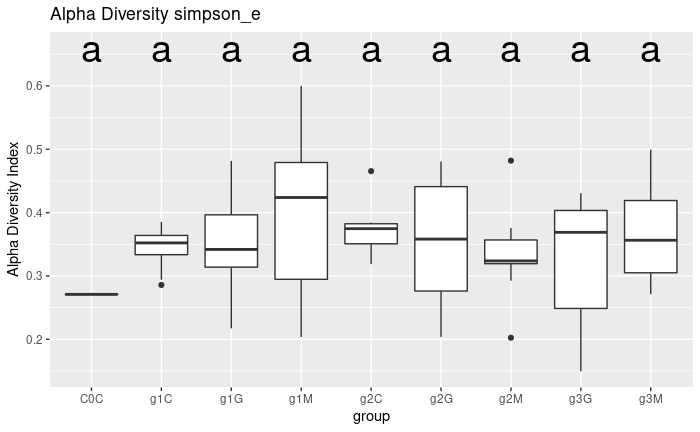 Alpha Diversity simpson_e
a a a a a a a a a
0.6
0.5
0.4
0.3
0.2
Alpha Diversity Index
C0C g1C g1G g1M g2C g2G g2M g3G g3M
group